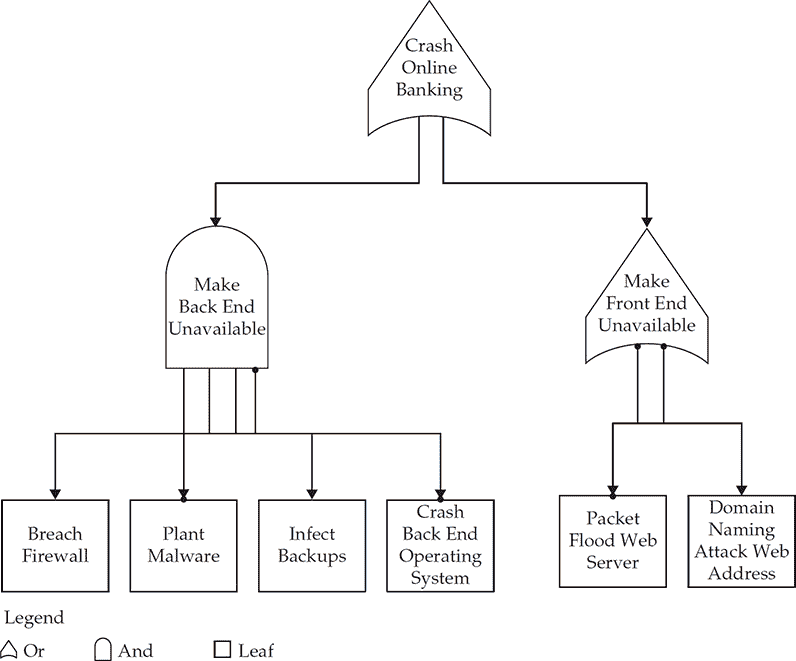 Crash
Online
Banking
Make
Back End
Unavailable
Make
Front End
Unavailable
Breach
Firewall
Plant
Malware
Infect
Backups
Crash
Back End
Operating
System
Packet
Flood Web
Server
Domain
Naming
Attack Web
Address
Legend
Or And Leaf